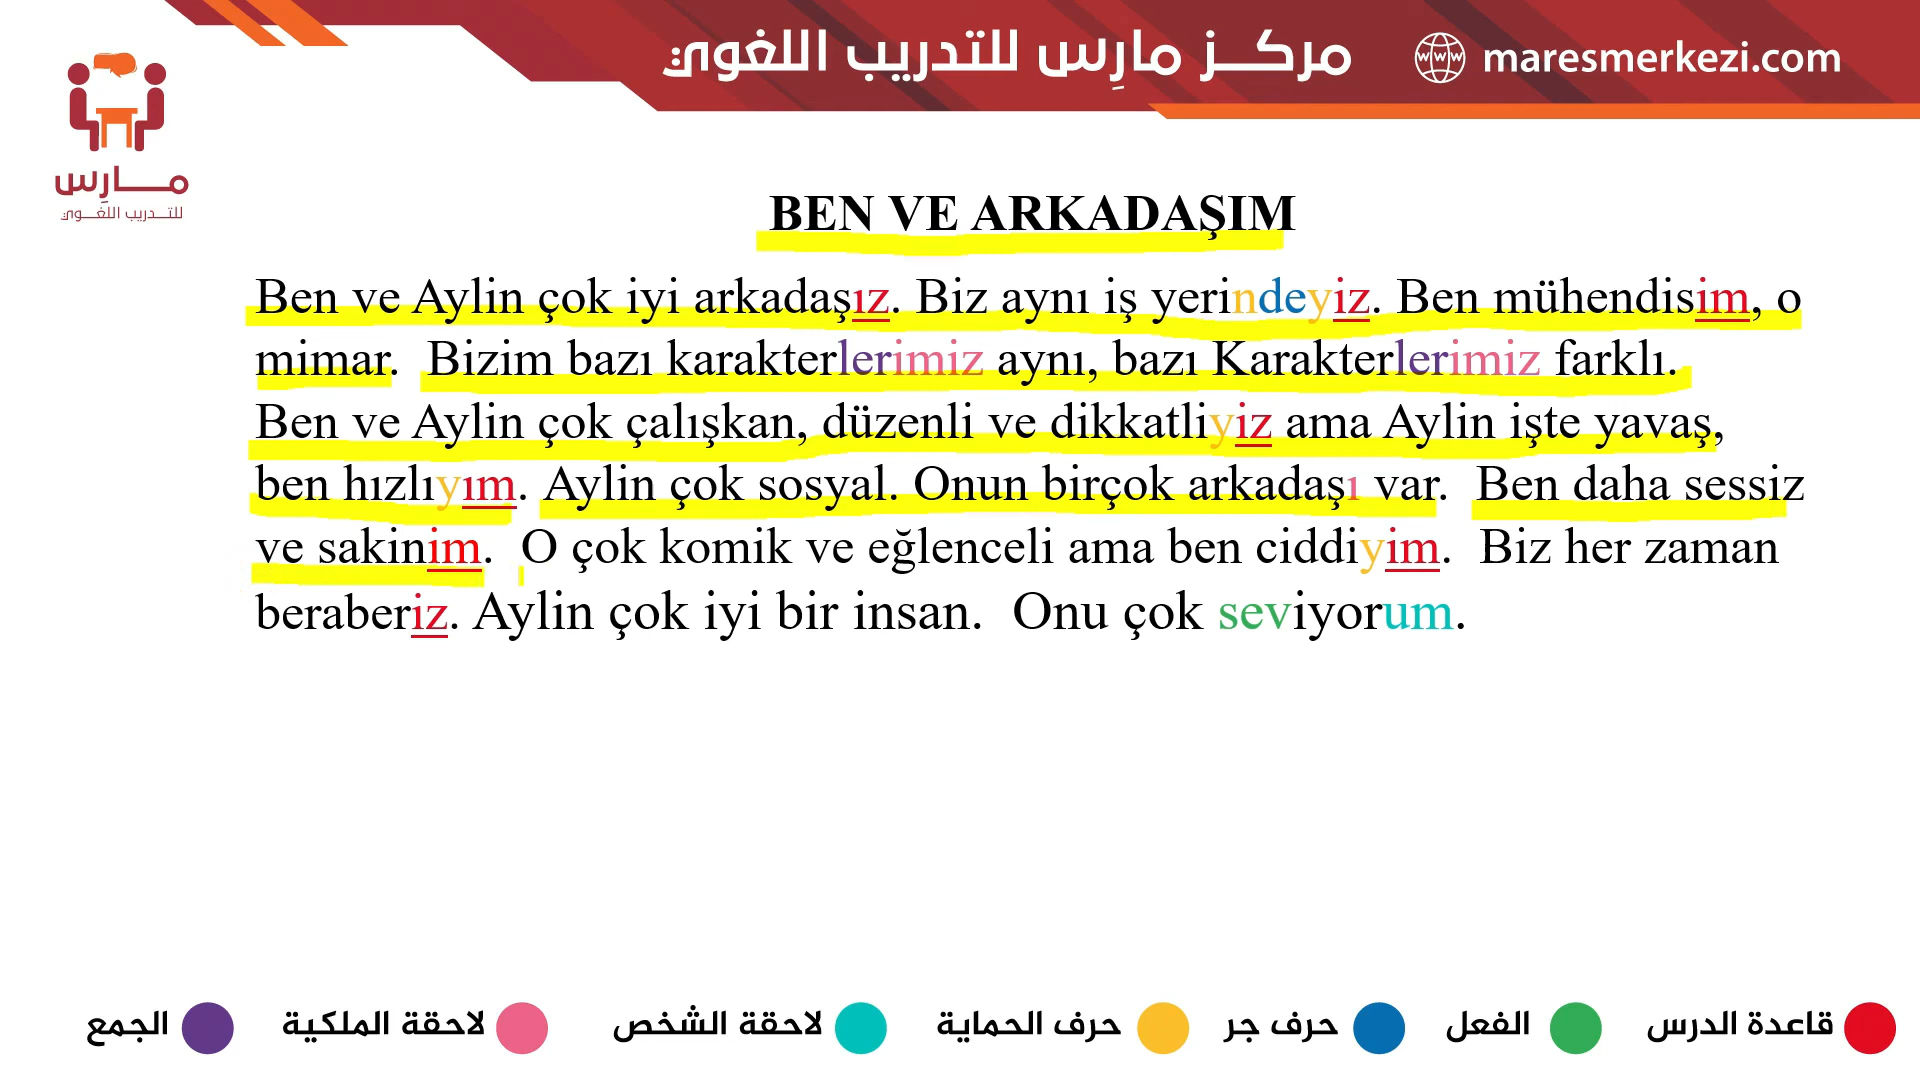 مركـــز مارِس للتدريب اللغوي
maresmerkezi.com
www
مـــارِس
للتـــدريب اللغـــوي
BEN VE ARKADAŞIM
Ben ve Aylin çok iyi arkadaşız. Biz aynı iş yerindeyiz. Ben mühendisim, o
mimar. Bizim bazı karakterlerimiz aynı, bazı Karakterlerimiz farklı.
Ben ve Aylin çok çalışkan, düzenli ve dikkatliyiz ama Aylin işte yavaş,
ben hızlıyım. Aylin çok sosyal. Onun birçok arkadaşı var. Ben daha sessiz
ve sakinim. O çok komik ve eğlenceli ama ben ciddiyim. Biz her zaman
beraberiz. Aylin çok iyi bir insan. Onu çok seviyorum.
قاعدة الدرس
الفعل
حرف جر
حرف الحماية
لاحقة الشخص
لاحقة الملكية
الجمع